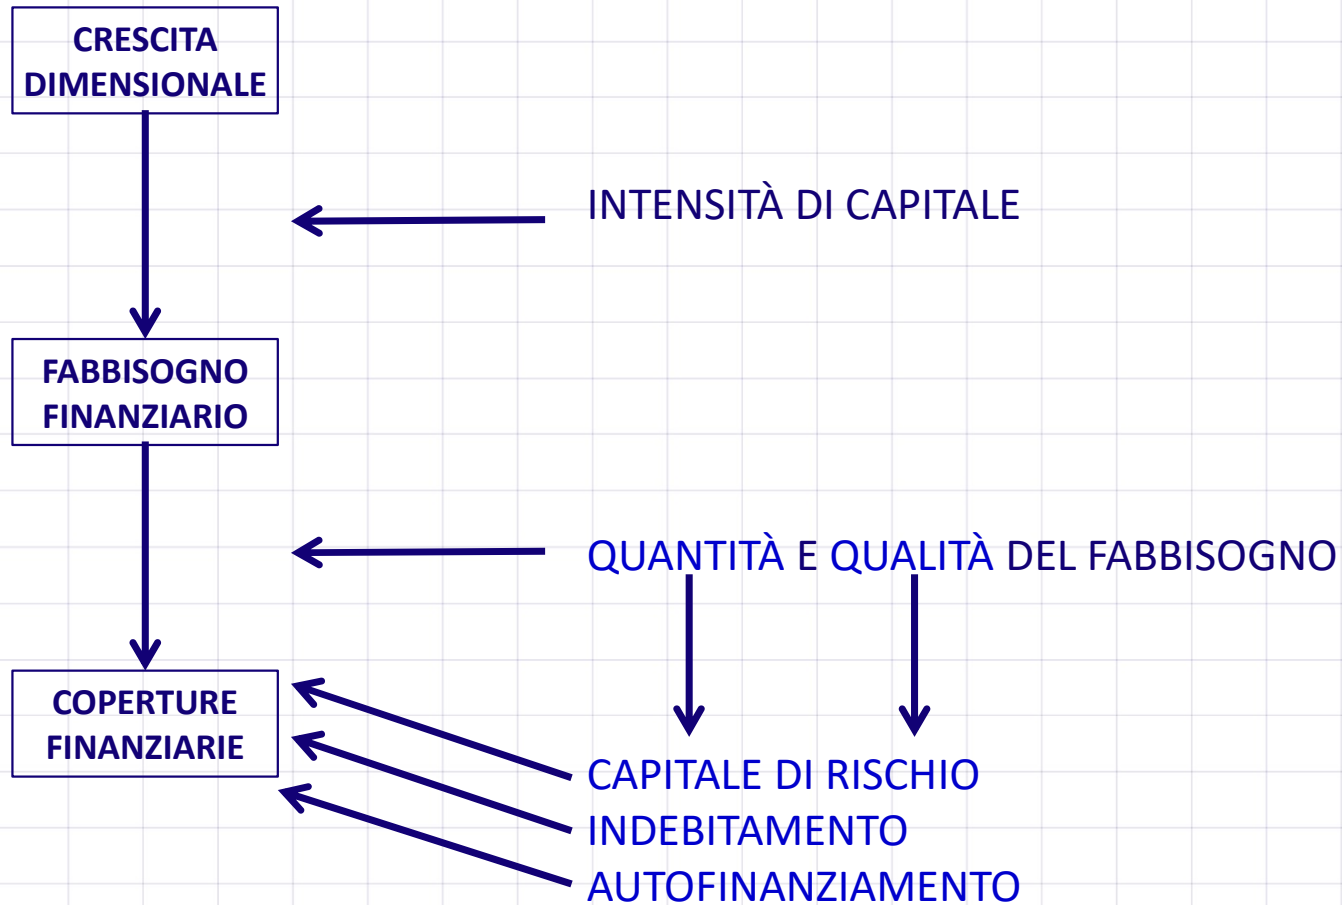 CRESCITA
DIMENSIONALE
INTENSITÀ DI CAPITALE
FABBISOGNO
FINANZIARIO
QUANTITÀ E QUALITÀ DEL FABBISOGNO
COPERTURE
FINANZIARIE
CAPITALE DI RISCHIO
INDEBITAMENTO
AUTOFINANZIAMENTO